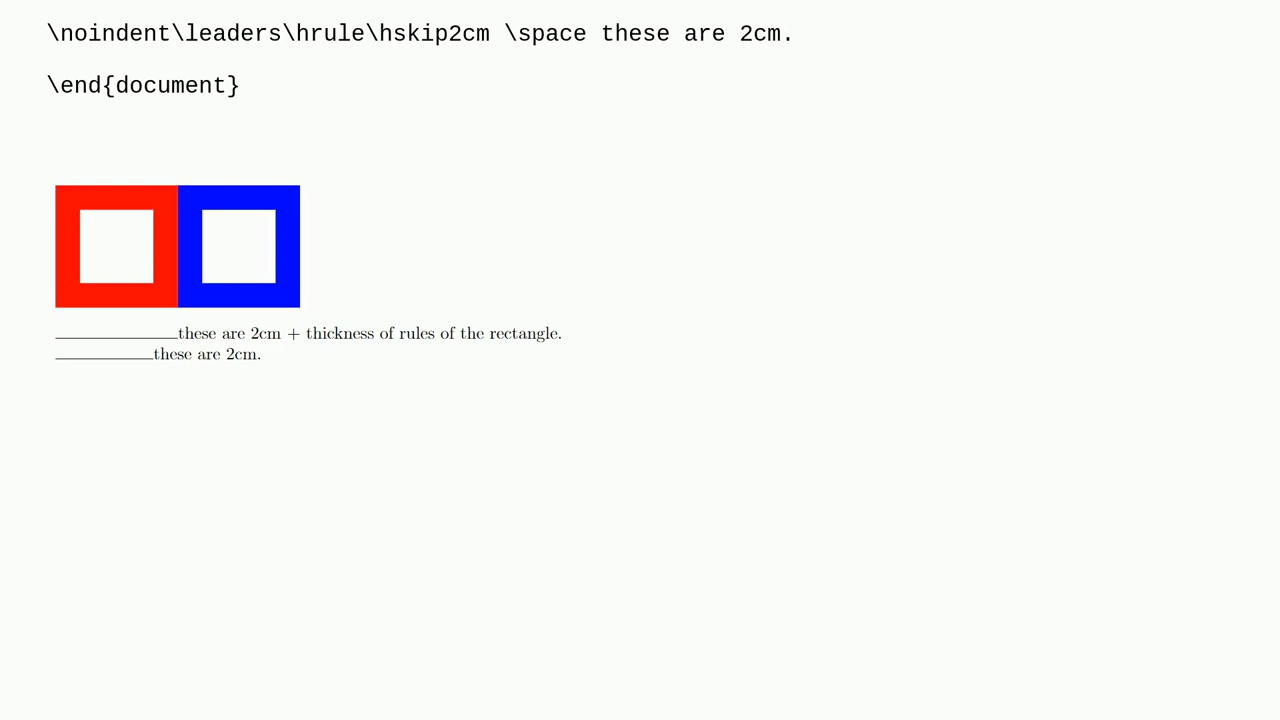 \noindent\leaders\hrule\hskip2cm \space these are 2cm.
\end{document}
these are 2cm + thickness of rules of the rectangle.
these are 2cm.